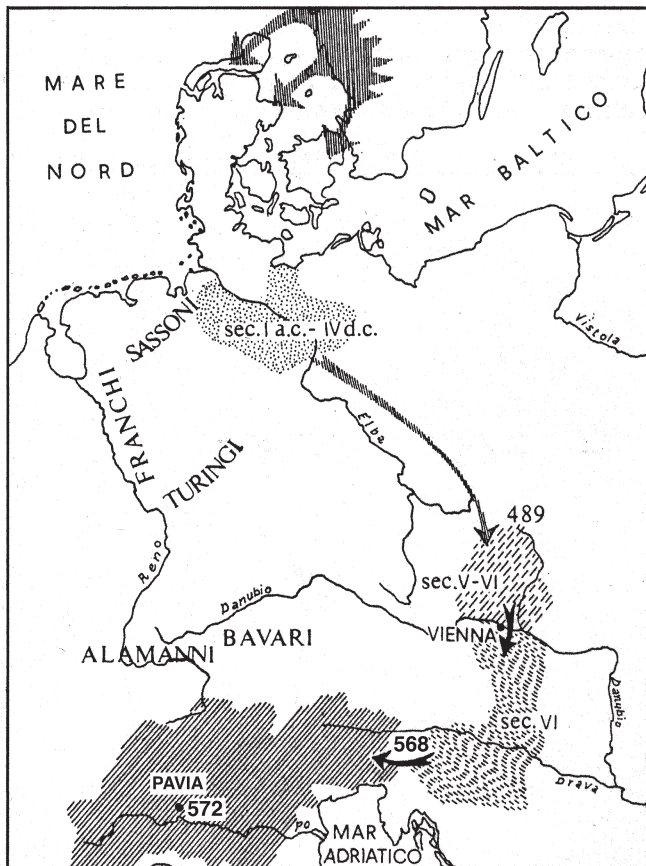 MARE
DEL
NORD
MAR BALTICO
Vistola
SASSONI
sec. I a.c.- IV d.c.
FRANCHI
Elba
TURINGI
489
Reno
sec.V-VI
Danubio
VIENNA
BAVARI
ALAMANNI
Danubio
sec.VI
568
Drava
PAVIA
572
PO
MAR
ADRIATICO